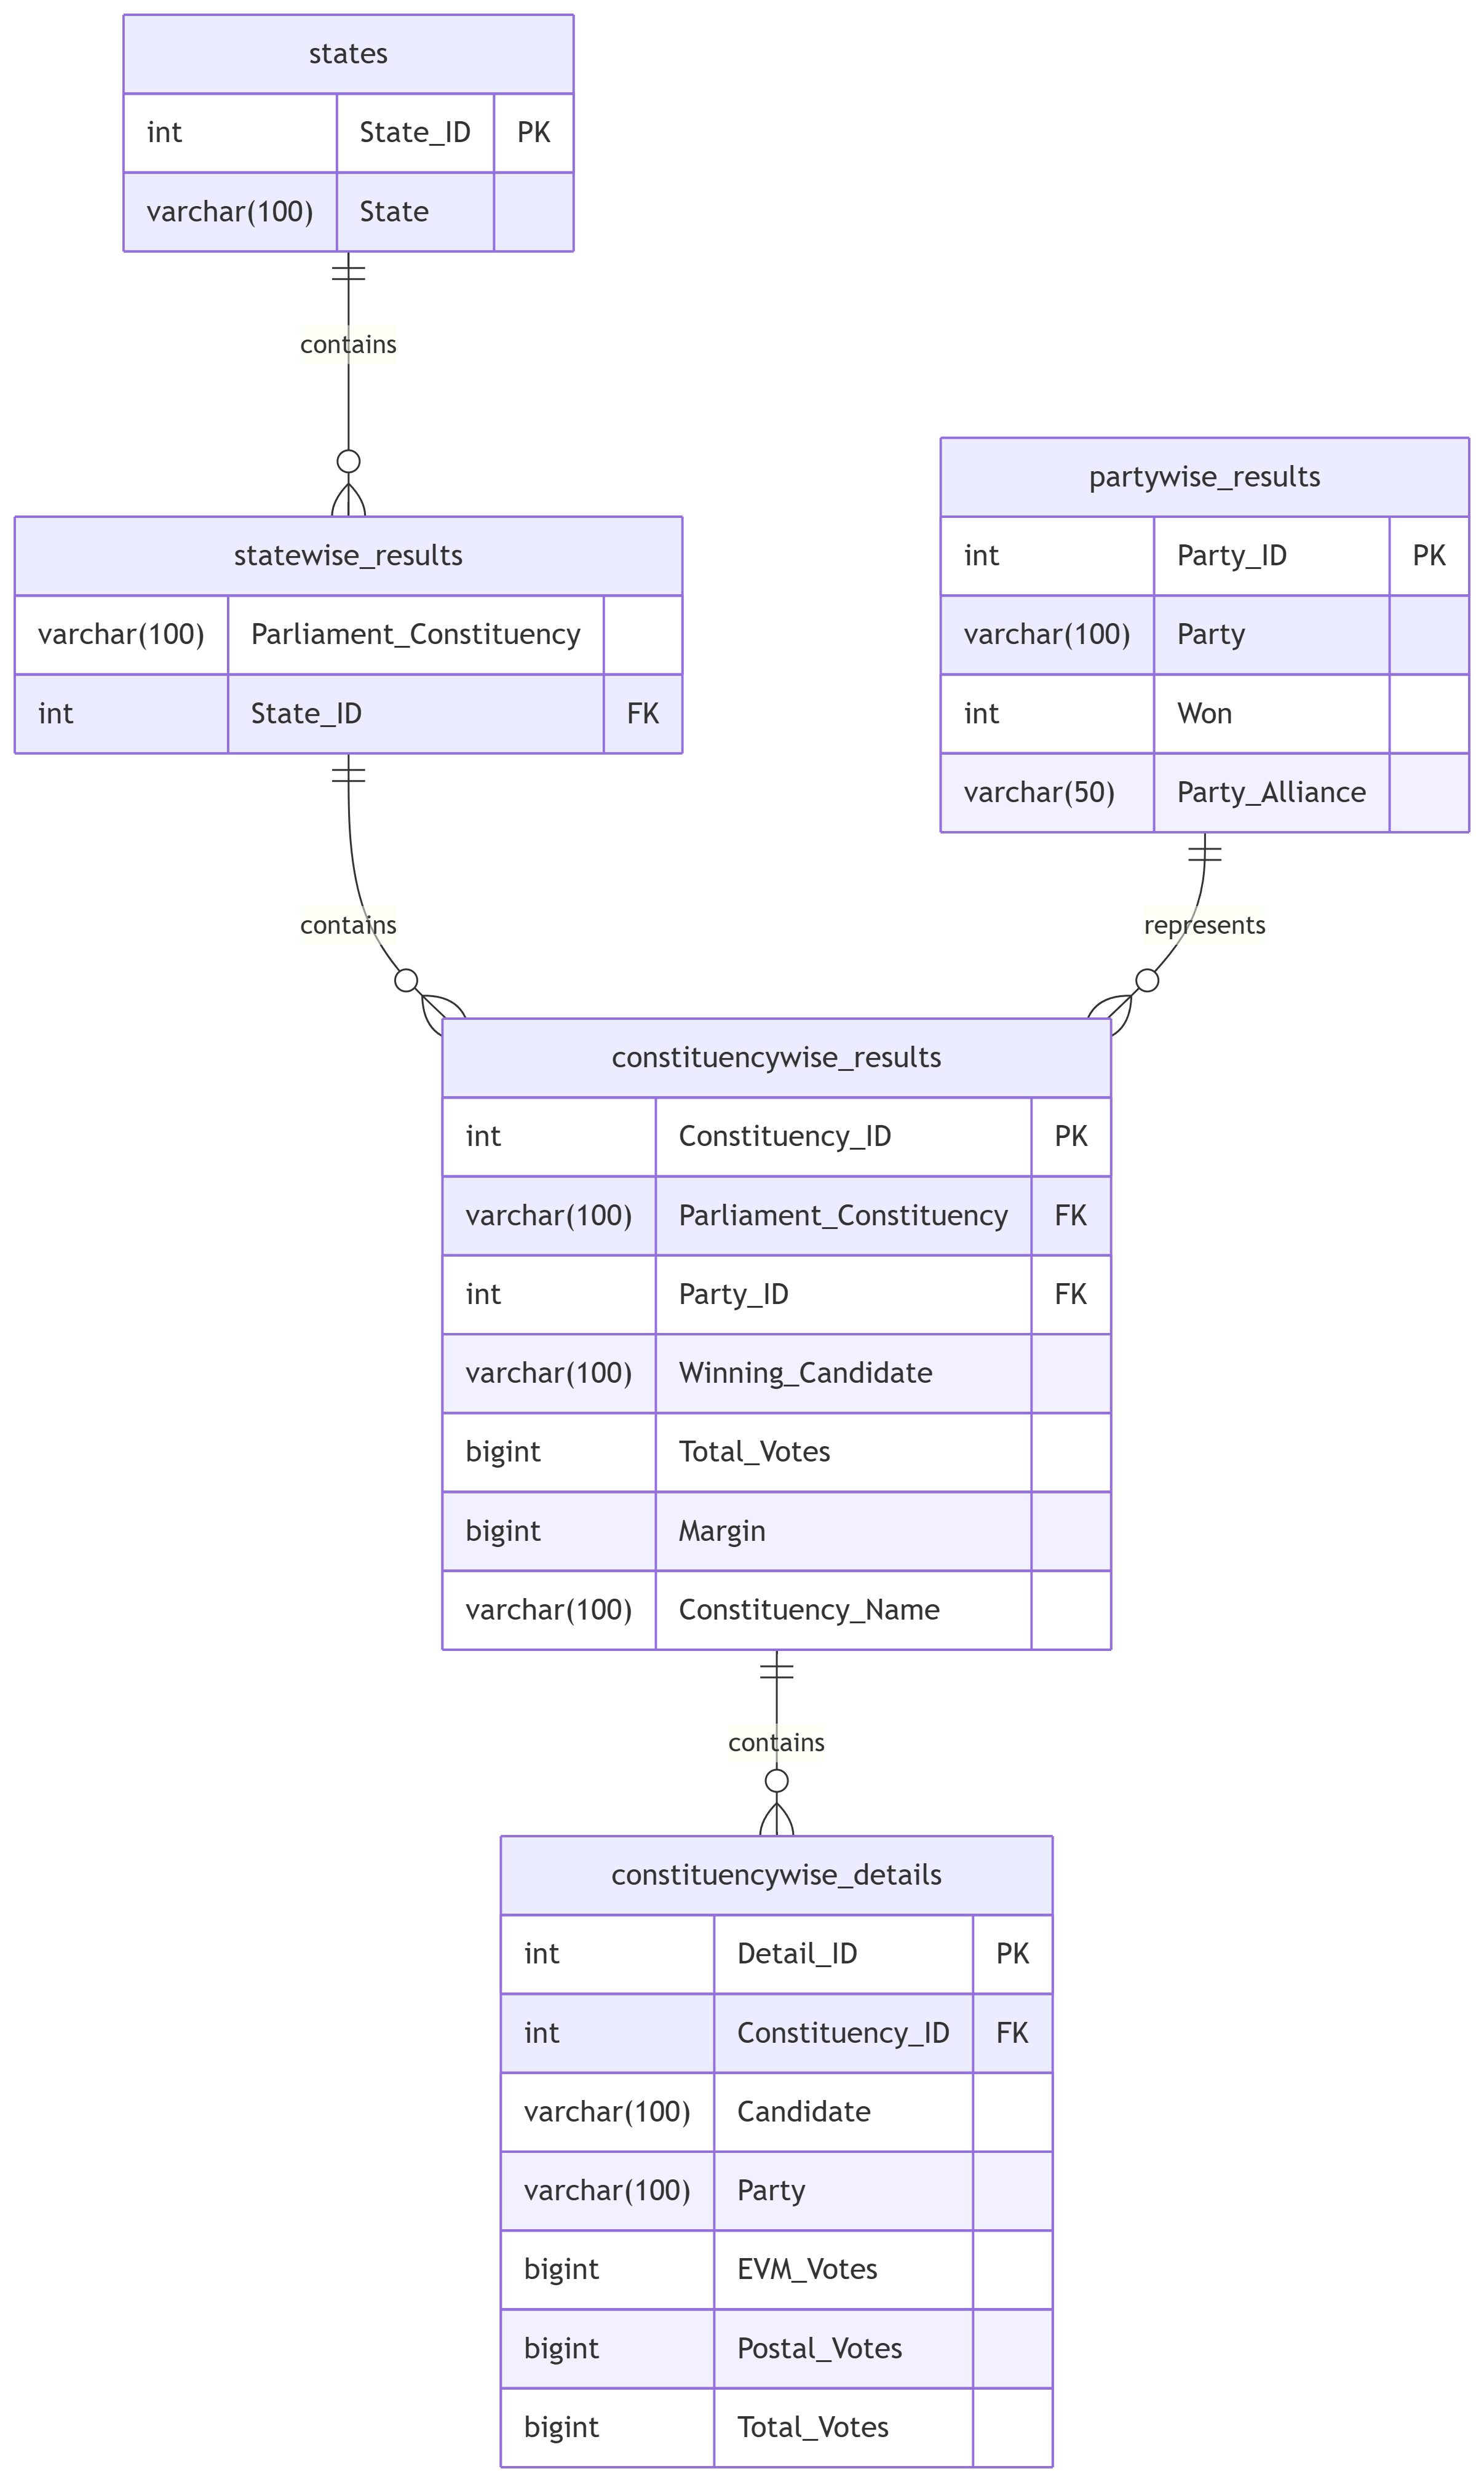 states
int State_ID PK
varchar(100) State
contains
partywise_results
int Party_ID PK
varchar(100) Party
int Won
varchar(50) Party_Alliance
statewise_results
varchar(100) Parliament_Constituency
int State_ID FK
contains
represents
constituencywise_results
int Constituency_ID PK
varchar(100) Parliament_Constituency FK
int Party_ID FK
varchar(100) Winning_Candidate
bigint Total_Votes
bigint Margin
varchar(100) Constituency_Name
contains
constituencywise_details
int Detail_ID PK
int Constituency_ID FK
varchar(100) Candidate
varchar(100) Party
bigint EVM_Votes
bigint Postal_Votes
bigint Total_Votes